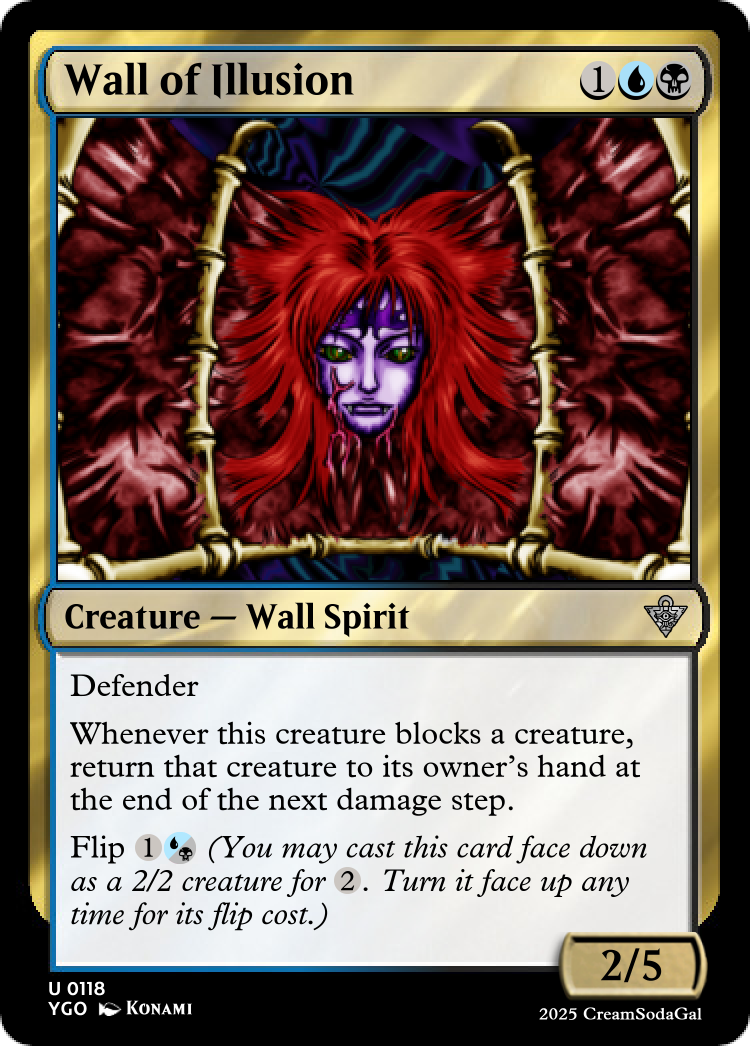 Wall of Illusion 1
Creature — Wall Spirit
Defender
Whenever this creature blocks a creature,
return that creature to its owner's hand at
the end of the next damage step.
Flip 1 (You may cast this card face down
as a 2/2 creature for 2. Turn it face up any
time for its flip cost.)
2/5
U 0118
YGO KONAMI
2025 CreamSodaGal